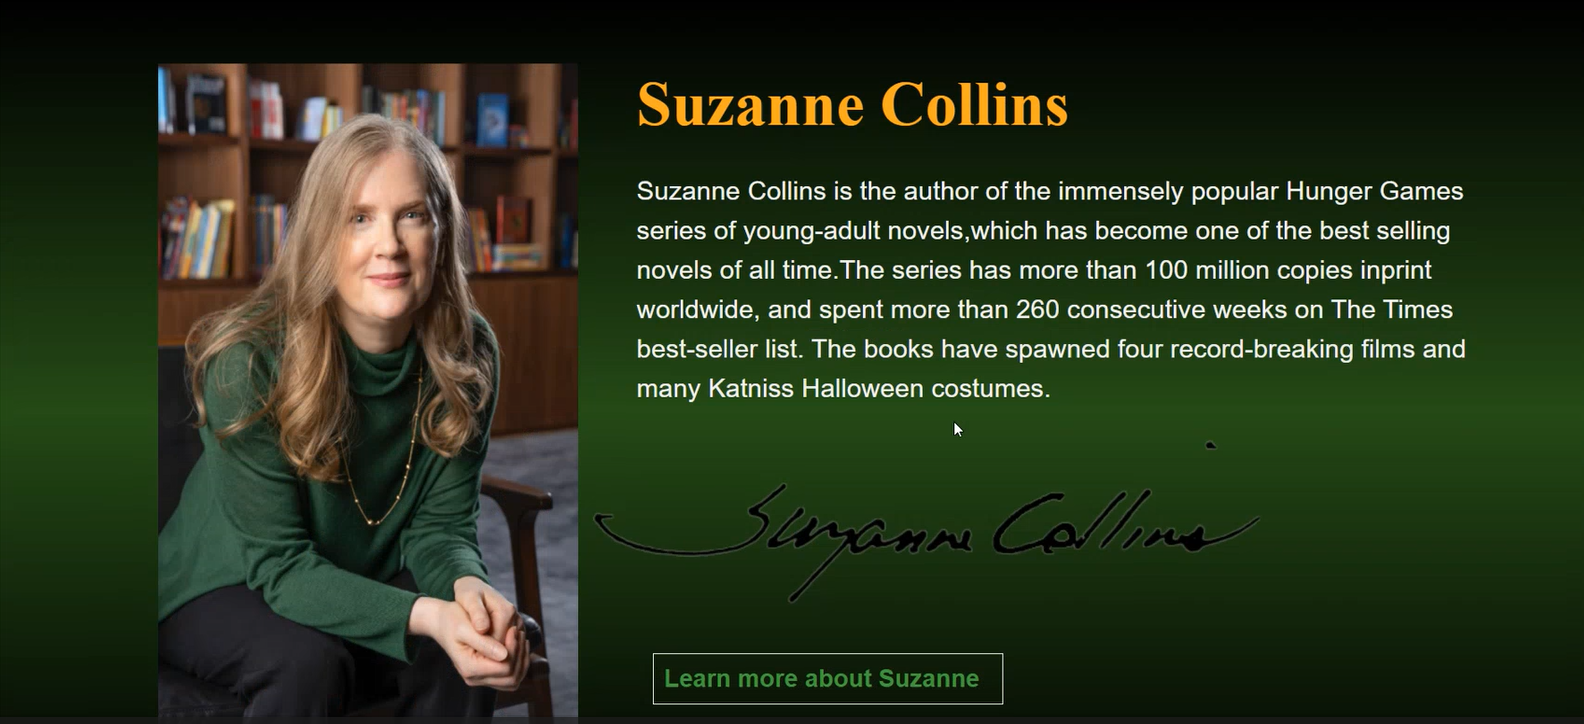 Suzanne Collins
Suzanne Collins is the author of the immensely popular Hunger Games
series of young-adult novels,which has become one of the best selling
novels of all time.The series has more than 100 million copies inprint
worldwide, and spent more than 260 consecutive weeks on The Times
best-seller list. The books have spawned four record-breaking films and
many Katniss Halloween costumes.
Suzanne Collins
Learn more about Suzanne